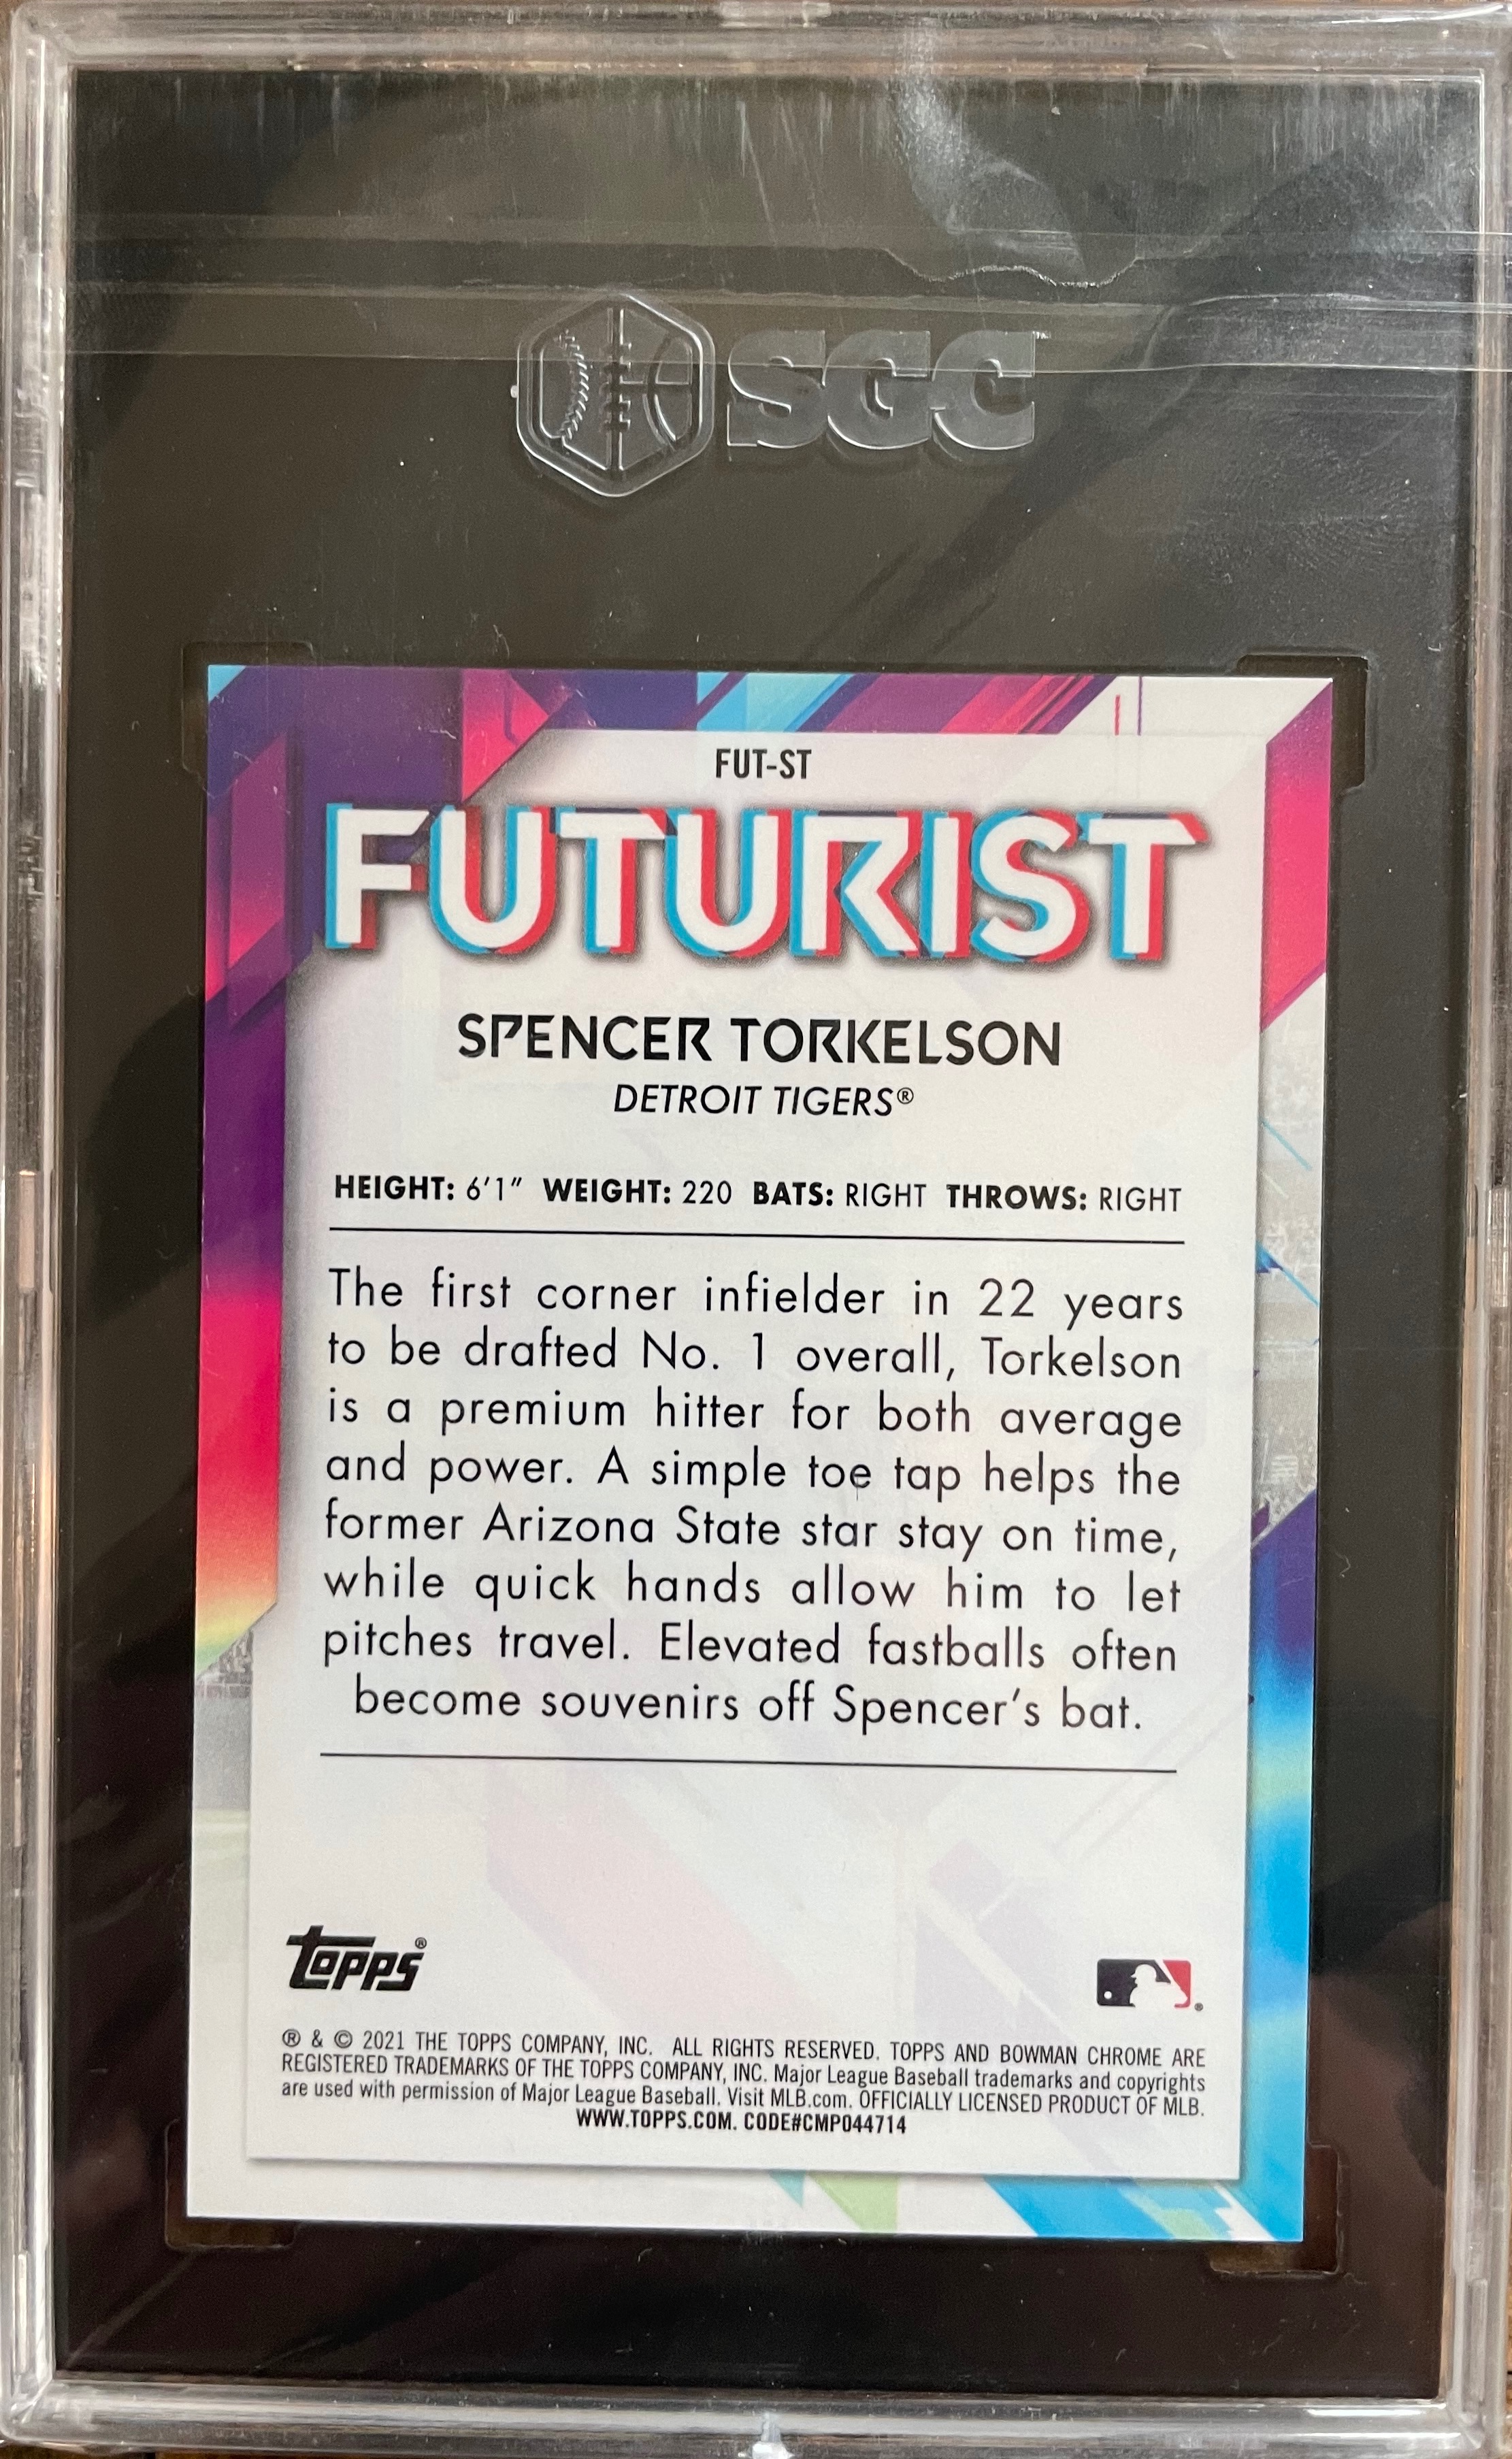 SGC
FUT-ST
FUTURIST
SPENCER TORKELSON
DETROIT TIGERS®
HEIGHT: 6'1" WEIGHT: 220 BATS: RIGHT THROWS: RIGHT
The first corner infielder in 22 years
to be drafted No. 1 overall, Torkelson
is a premium hitter for both average
and power. A simple toe tap helps the
former Arizona State star stay on time,
while quick hands allow him to let
pitches travel. Elevated fastballs often
become souvenirs off Spencer's bat.
topps®
® & © 2021 THE TOPPS COMPANY, INC. ALL RIGHTS RESERVED. TOPPS AND BOWMAN CHROME ARE
REGISTERED TRADEMARKS OF THE TOPPS COMPANY, INC. Major League Baseball trademarks and copyrights
are used with permission of Major League Baseball. Visit MLB.com. OFFICIALLY LICENSED PRODUCT OF MLB.
WWW.TOPPS.COM. CODE#CMP044714